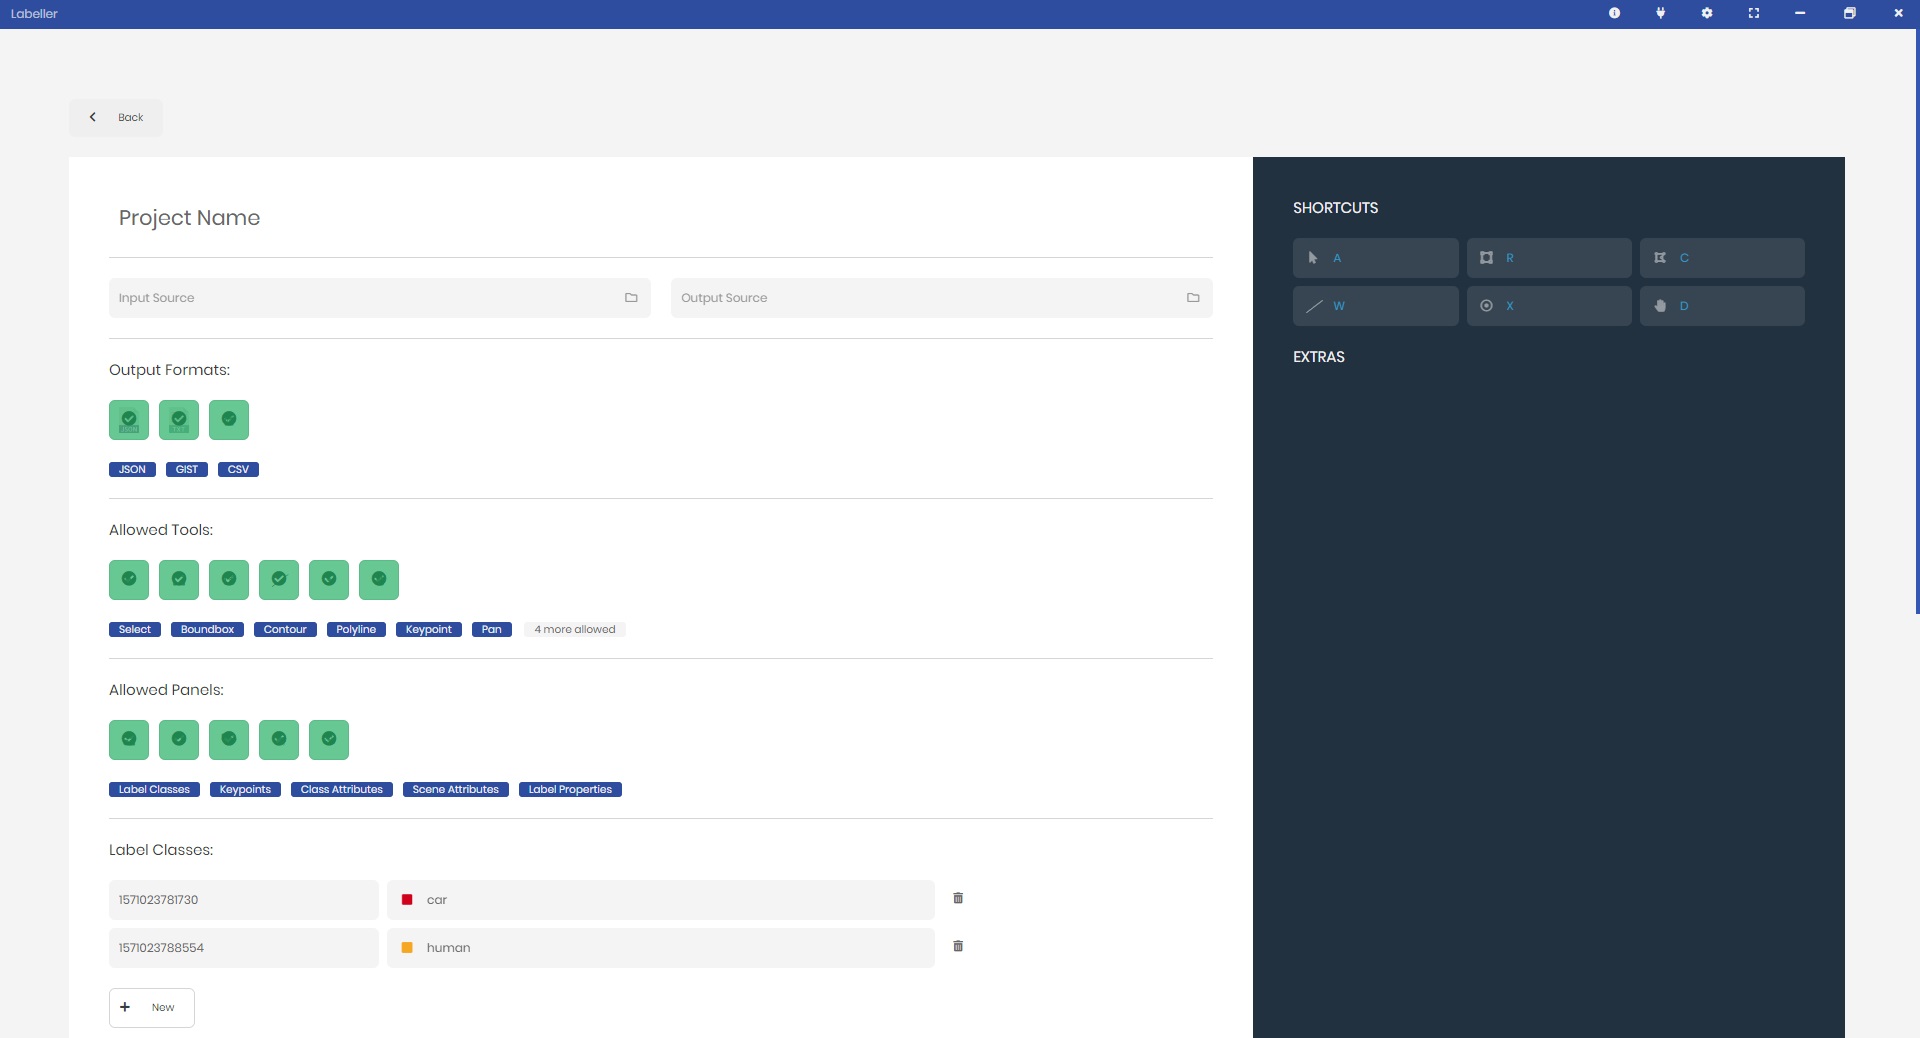 Labeller
Back
Project Name
Input Source
Output Source
Output Formats:
JSON
JSON GIST CSV
Allowed Tools:
Select Boundbox Contour Polyline Keypoint Pan 4 more allowed
Allowed Panels:
Label Classes Keypoints Class Attributes Scene Attributes Label Properties
Label Classes:
1571023781730 car
1571023788554 human
New
SHORTCUTS
A R C
W X D
EXTRAS